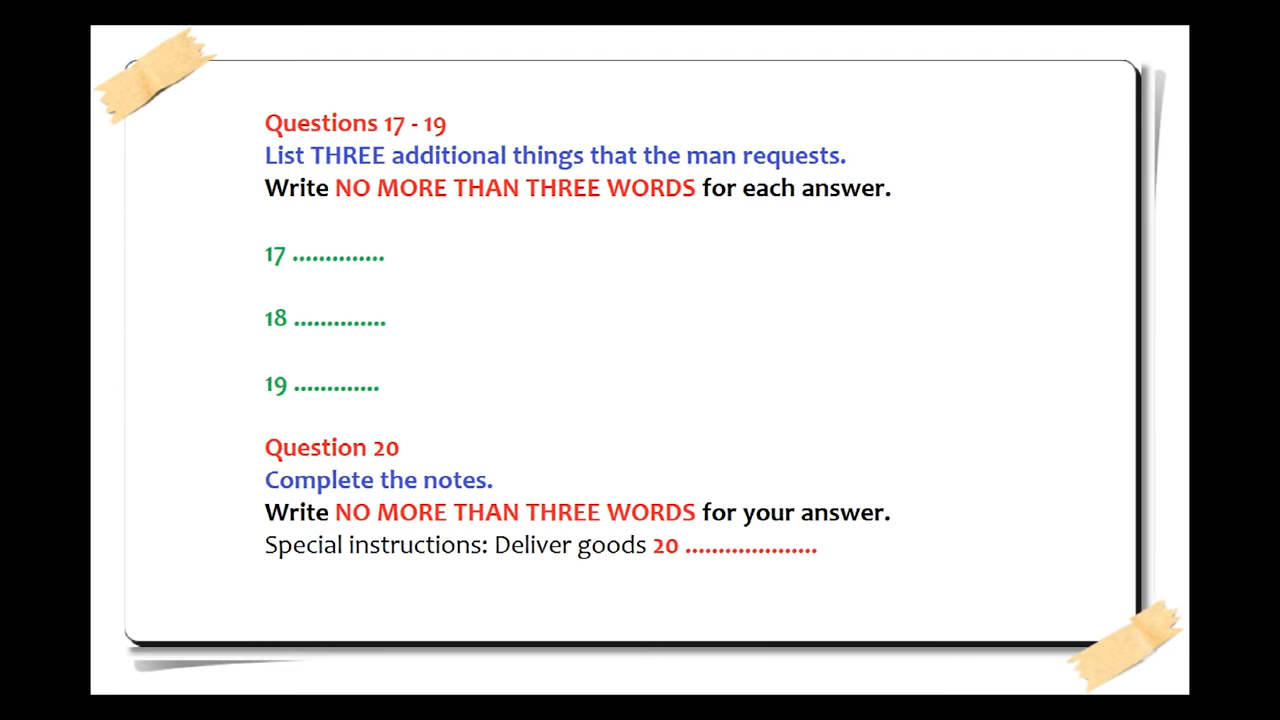 Questions 17 - 19
List THREE additional things that the man requests.
Write NO MORE THAN THREE WORDS for each answer.
17 ..............
18 ..............
19 .............
Question 20
Complete the notes.
Write NO MORE THAN THREE WORDS for your answer.
Special instructions: Deliver goods 20 ....................